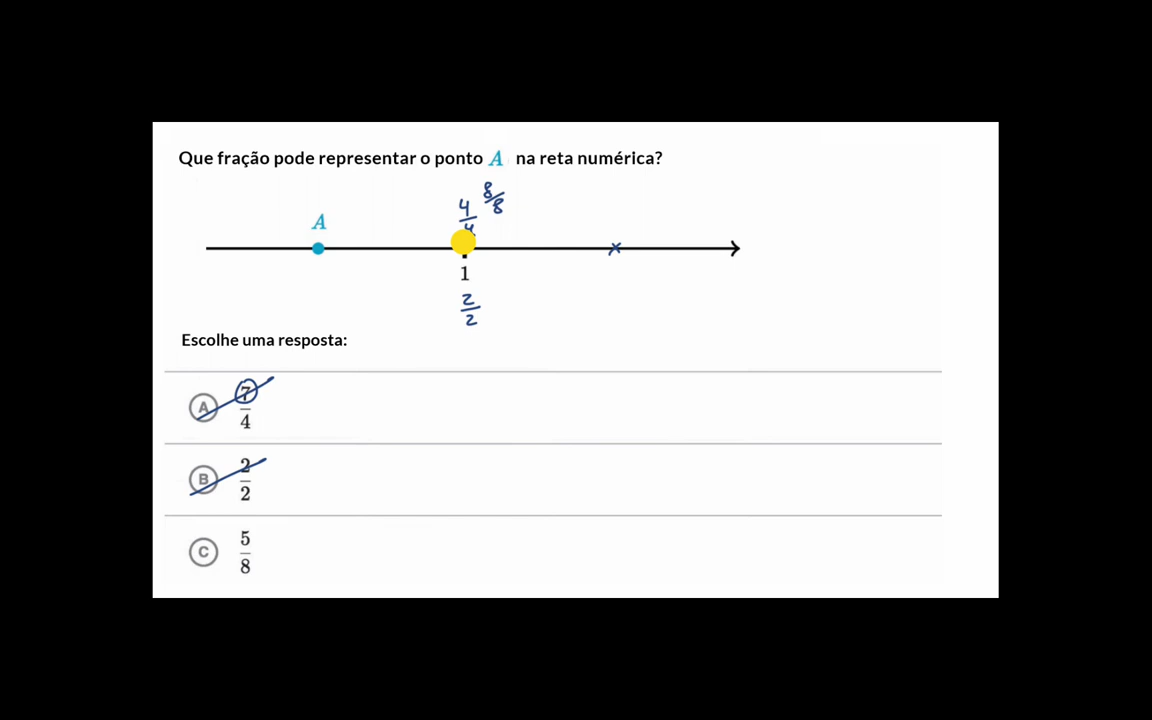 Que fração pode representar o ponto A na reta numérica?
8/8
4/4
A
1
2/2
Escolhe uma resposta:
A 7/4
B 2/2
C 5/8